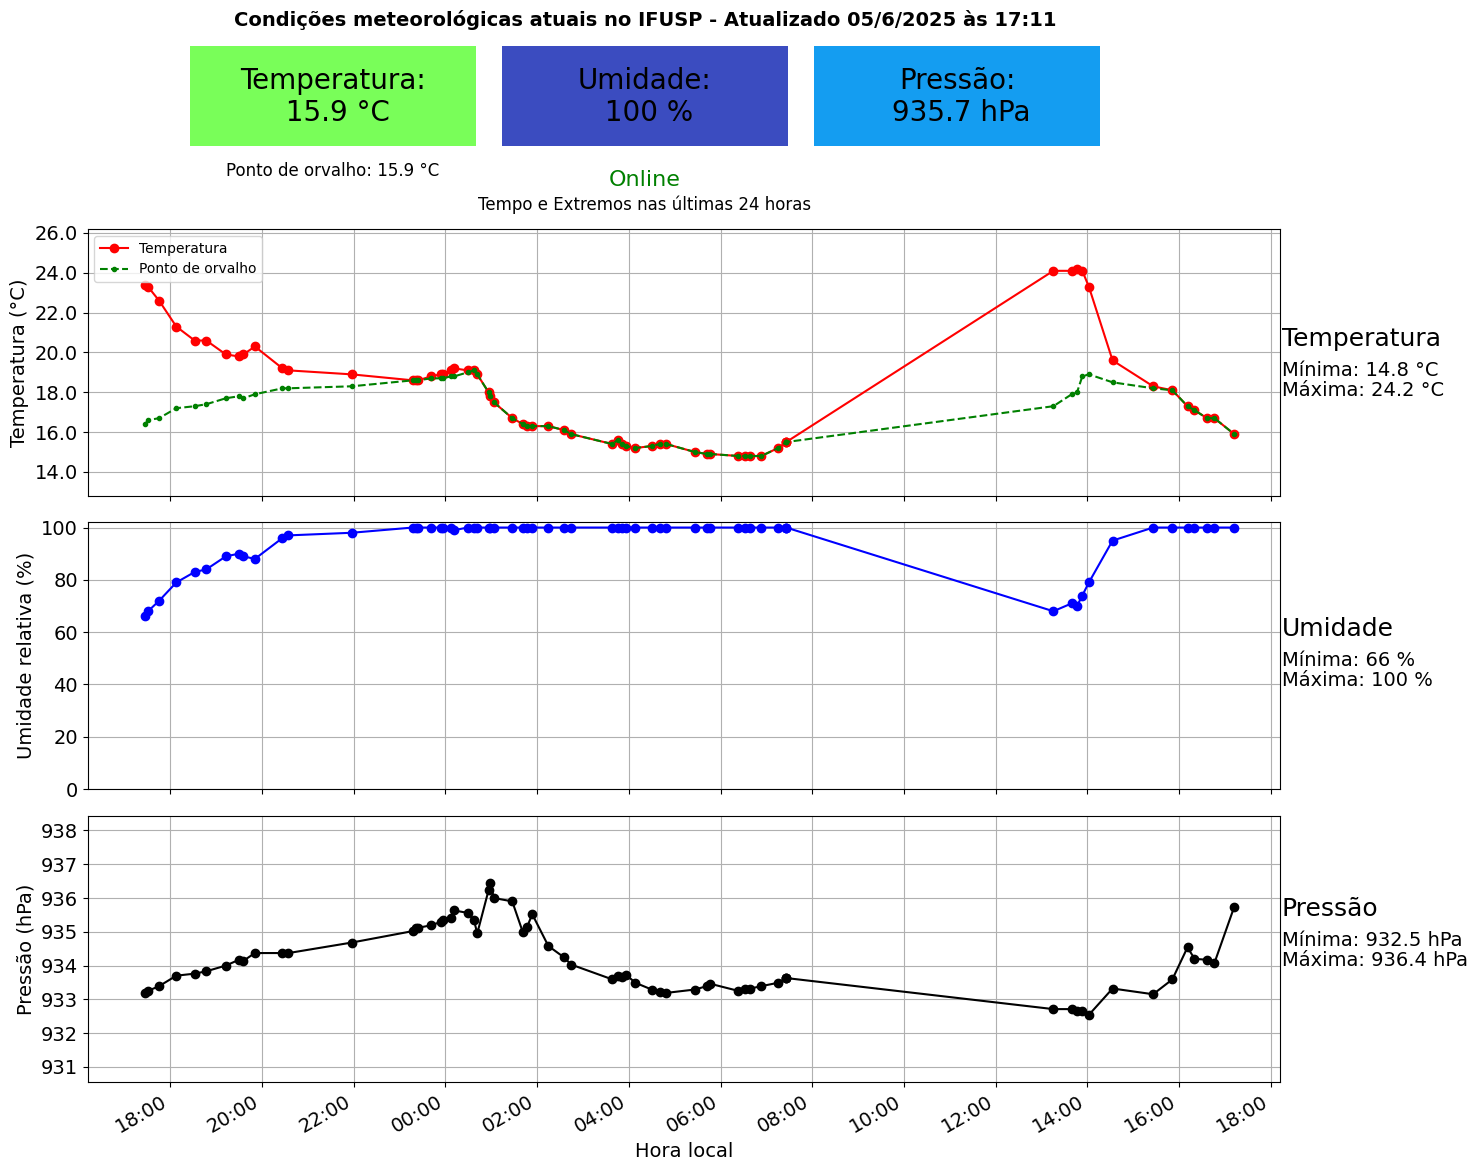 Condições meteorológicas atuais no IFUSP - Atualizado 05/6/2025 às 17:11
Temperatura:
15.9 °C
Umidade:
100 %
Pressão:
935.7 hPa
Ponto de orvalho: 15.9 °C
Online
Tempo e Extremos nas últimas 24 horas
Temperatura (°C)
26.0
24.0
22.0
20.0
18.0
16.0
14.0
Temperatura
Ponto de orvalho
Temperatura
Mínima: 14.8 °C
Máxima: 24.2 °C
Umidade relativa (%)
100
80
60
40
20
0
Umidade
Mínima: 66 %
Máxima: 100 %
Pressão (hPa)
938
937
936
935
934
933
932
931
Pressão
Mínima: 932.5 hPa
Máxima: 936.4 hPa
18:00 20:00 22:00 00:00 02:00 04:00 06:00 08:00 10:00 12:00 14:00 16:00 18:00
Hora local